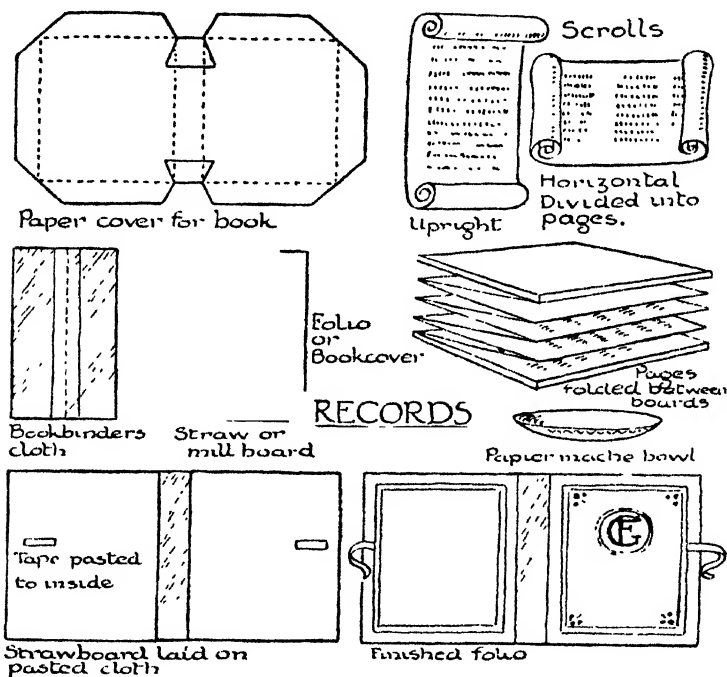 Scrolls
Paper cover for book
Upright
Horizontal
Divided into
pages.
Folio
or
Bookcover
Pages
folded between
boards
Bookbinders
cloth
Straw or
mill board
RECORDS
Papier mache bowl
Tape pasted
to inside
Strawboard laid on
pasted cloth
Finished folio